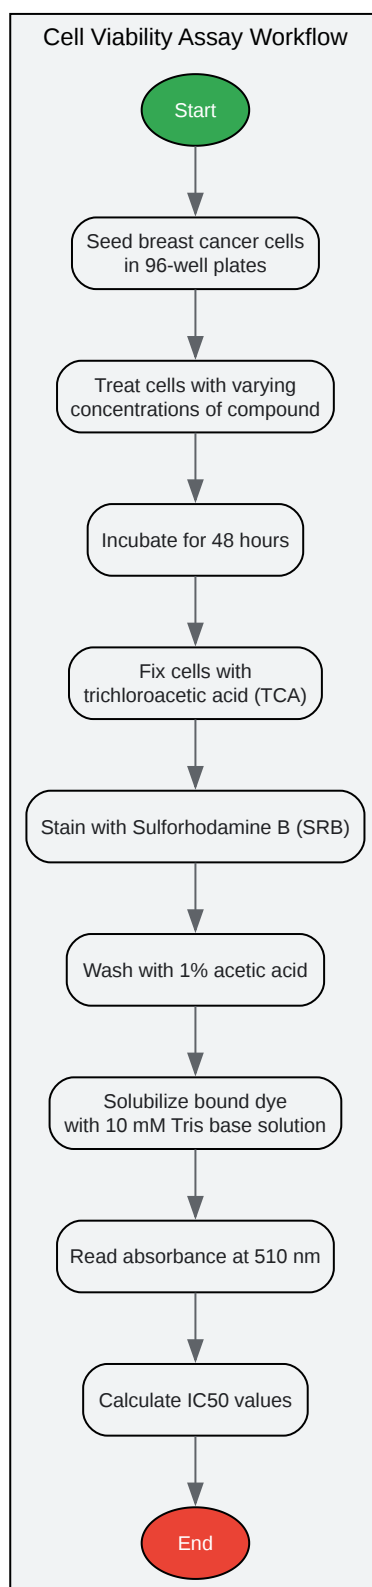 Cell Viability Assay Workflow
Start
Seed breast cancer cells
in 96-well plates
Treat cells with varying
concentrations of compound
Incubate for 48 hours
Fix cells with
trichloroacetic acid (TCA)
Stain with Sulforhodamine B (SRB)
Wash with 1% acetic acid
Solubilize bound dye
with 10 mM Tris base solution
Read absorbance at 510 nm
Calculate IC50 values
End